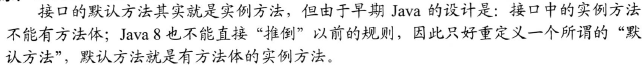 接口的默认方法其实就是实例方法，但由于早期 Java 的设计是：接口中的实例方法
不能有方法体；Java 8 也不能直接“推倒”以前的规则，因此只好重定义一个所谓的“默
认方法”，默认方法就是有方法体的实例方法。